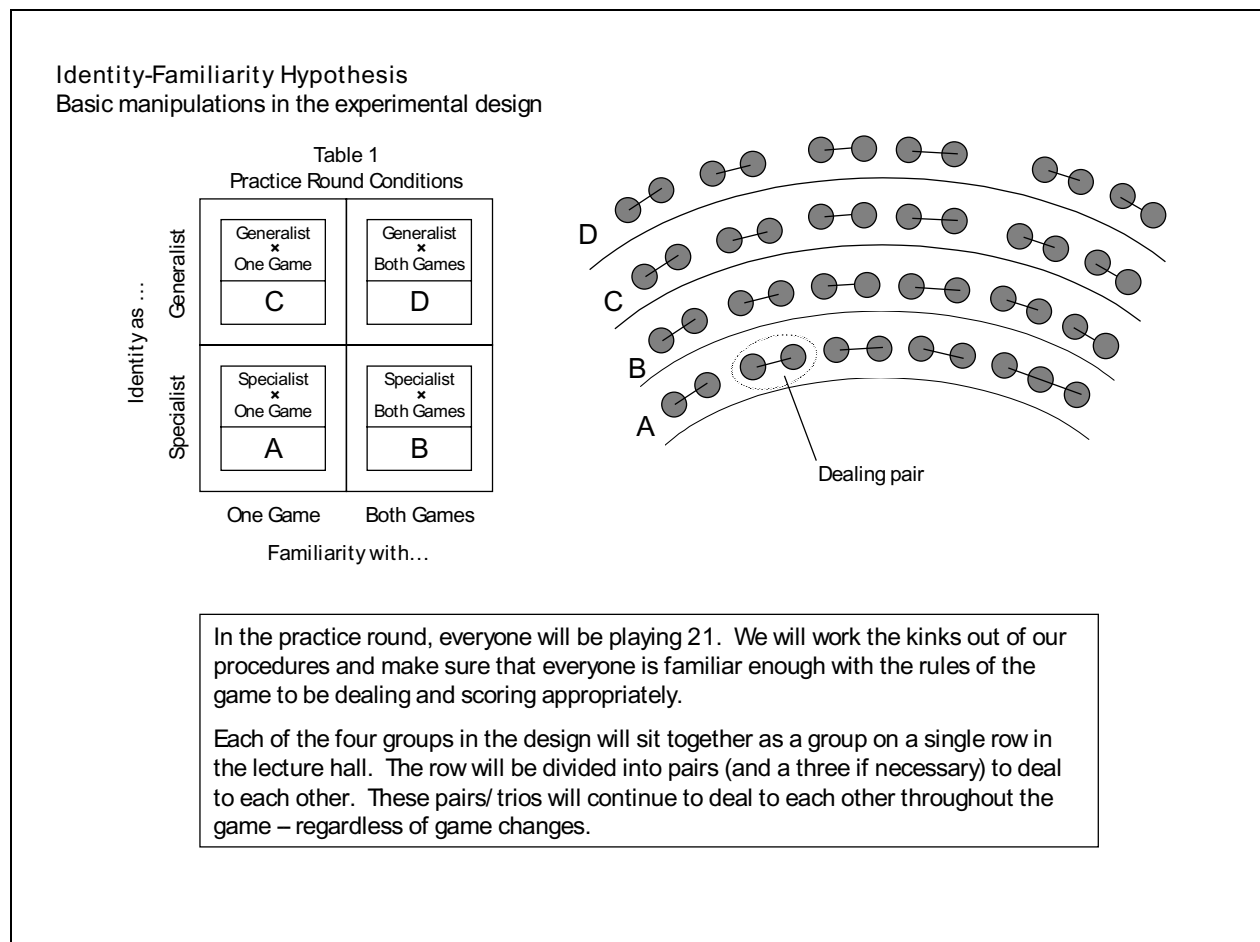 Identity-Familiarity Hypothesis
Basic manipulations in the experimental design
Table 1
Practice Round Conditions
Identity as …
Generalist
Specialist
Generalist
×
One Game
C
Generalist
×
Both Games
D
Specialist
×
One Game
A
Specialist
×
Both Games
B
One Game
Both Games
Familiarity with…
D
C
B
A
Dealing pair
In the practice round, everyone will be playing 21. We will work the kinks out of our
procedures and make sure that everyone is familiar enough with the rules of the
game to be dealing and scoring appropriately.
Each of the four groups in the design will sit together as a group on a single row in
the lecture hall. The row will be divided into pairs (and a three if necessary) to deal
to each other. These pairs/ trios will continue to deal to each other throughout the
game – regardless of game changes.